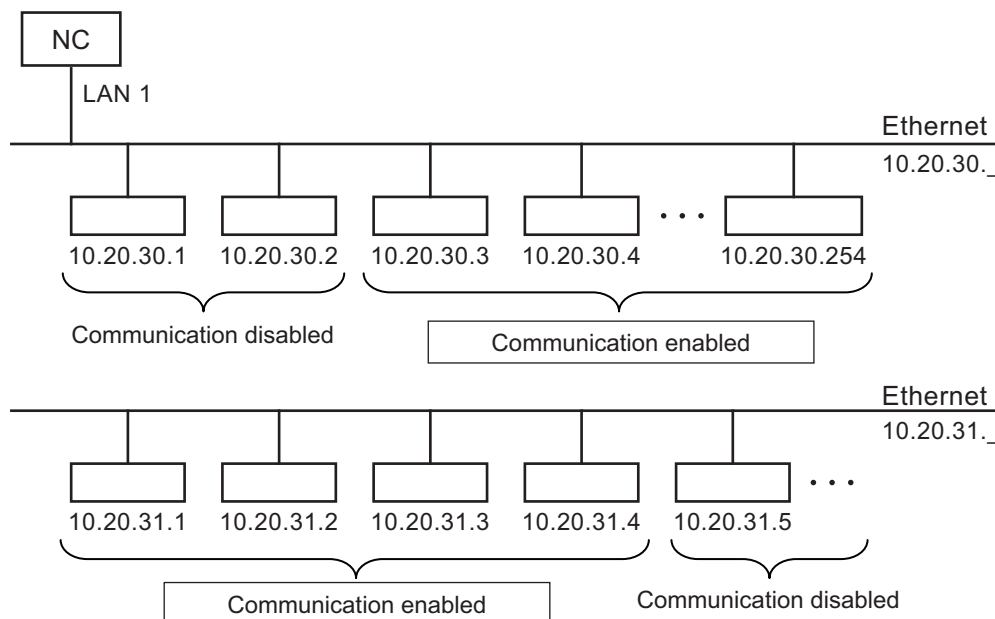 NC
LAN 1
Ethernet
10.20.30._
10.20.30.1 10.20.30.2 10.20.30.3 10.20.30.4 ･･･ 10.20.30.254
Communication disabled
Communication enabled
Ethernet
10.20.31._
･･･
10.20.31.1 10.20.31.2 10.20.31.3 10.20.31.4 10.20.31.5
Communication enabled
Communication disabled